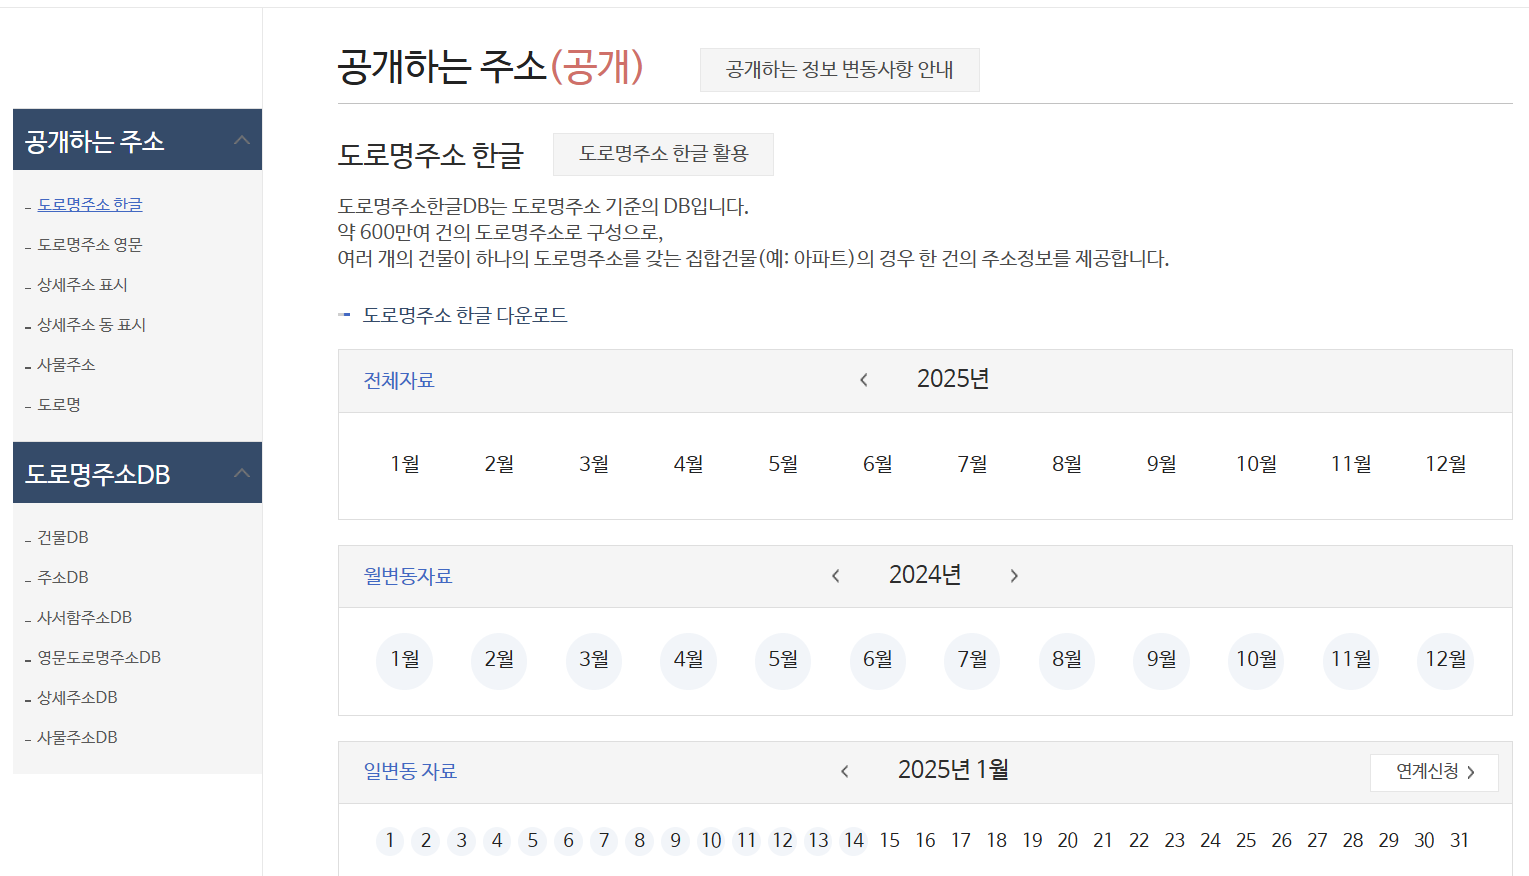 공개하는 주소
- 도로명주소 한글
- 도로명주소 영문
- 상세주소 표시
- 상세주소 동 표시
- 사물주소
- 도로명
도로명주소DB
- 건물DB
- 주소DB
- 사서함주소DB
- 영문도로명주소DB
- 상세주소DB
- 사물주소DB
공개하는 주소(공개) 공개하는 정보 변동사항 안내
도로명주소 한글 도로명주소 한글 활용
도로명주소한글DB는 도로명주소 기준의 DB입니다.
약 600만여 건의 도로명주소로 구성으로,
여러 개의 건물이 하나의 도로명주소를 갖는 집합건물(예: 아파트)의 경우 한 건의 주소정보를 제공합니다.
도로명주소 한글 다운로드
전체자료 < 2025년
1월 2월 3월 4월 5월 6월 7월 8월 9월 10월 11월 12월
월변동자료 < 2024년 >
1월 2월 3월 4월 5월 6월 7월 8월 9월 10월 11월 12월
일변동 자료 < 2025년 1월 연계신청 >
1 2 3 4 5 6 7 8 9 10 11 12 13 14 15 16 17 18 19 20 21 22 23 24 25 26 27 28 29 30 31